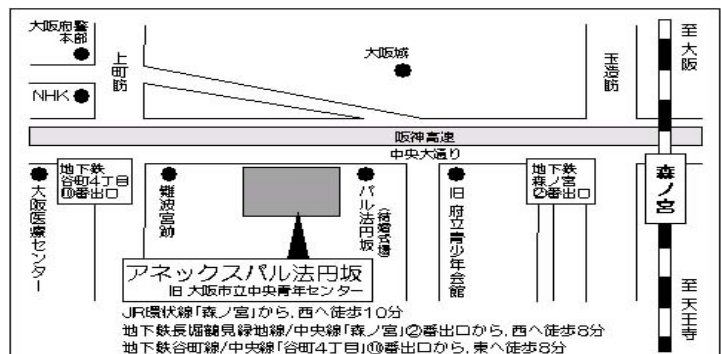 大阪府警
本部
上町筋
大阪城
玉造筋
至大阪
NHK
阪神高速
中央大通り
地下鉄
谷町4丁目
⑩番出口
地下鉄
森ノ宮
②番出口
森ノ宮
大阪医療センター
難波宮跡
パル法円坂
(結婚式場)
旧府立青少年会館
アネックスパル法円坂
旧 大阪市立中央青年センター
至天王寺
JR環状線「森ノ宮」から、西へ徒歩10分
地下鉄長堀鶴見緑地線/中央線「森ノ宮」②番出口から、西へ徒歩8分
地下鉄谷町線/中央線「谷町4丁目」⑩番出口から、東へ徒歩8分